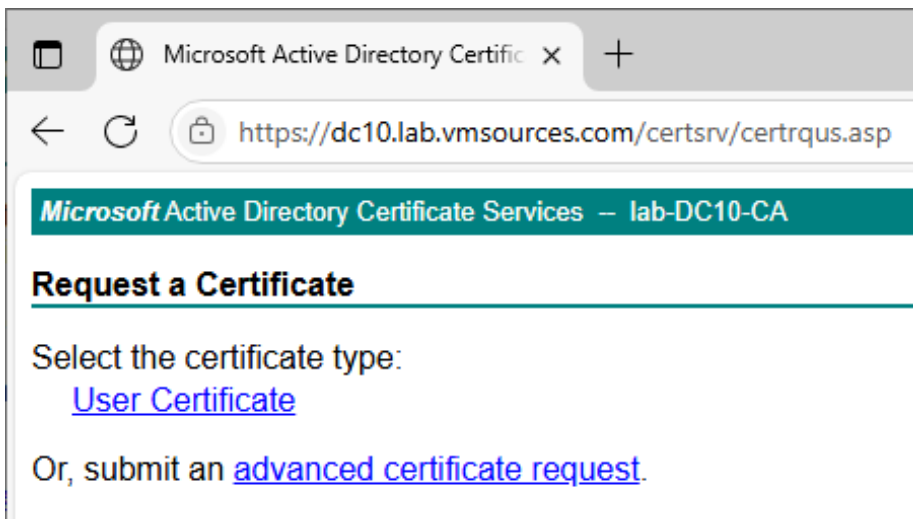 Microsoft Active Directory Certific
https://dc10.lab.vmsources.com/certsrv/certrqus.asp
Microsoft Active Directory Certificate Services -- lab-DC10-CA
Request a Certificate
Select the certificate type:
User Certificate
Or, submit an advanced certificate request.